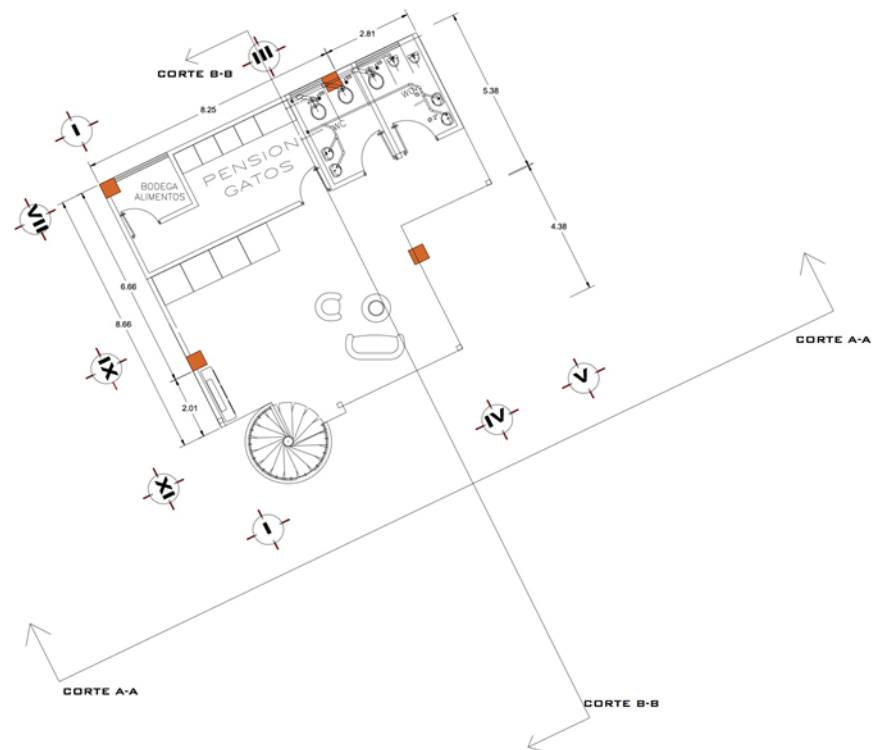 2.81
III
CORTE B-B
8.25
5.38
I
WC
WC
PENSION
GATOS
BODEGA
ALIMENTOS
VII
4.38
6.66
8.66
CORTE A-A
IX
V
2.01
IV
XI
I
CORTE A-A
CORTE B-B